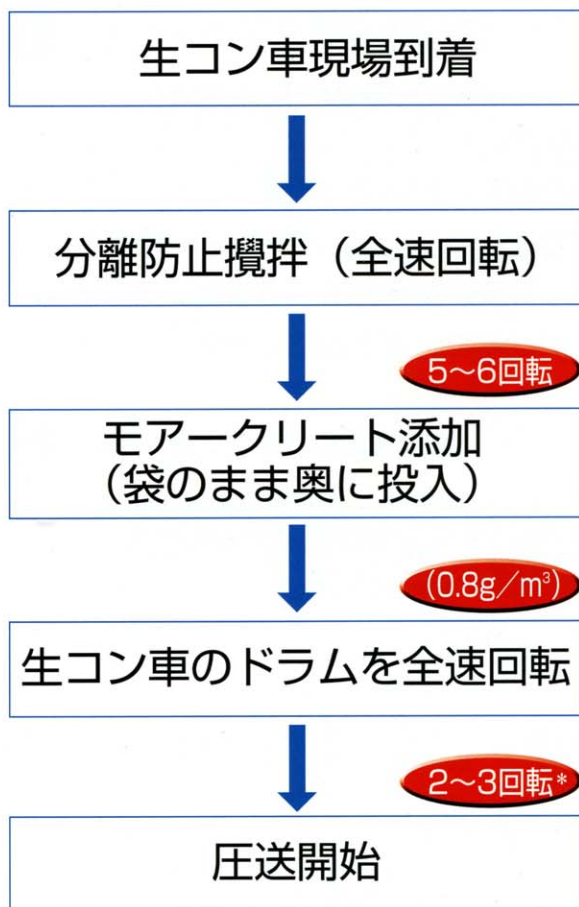 生コン車現場到着
分離防止攪拌（全速回転）
5～6回転
モアークリート添加
（袋のまま奥に投入）
（0.8g／m³）
生コン車のドラムを全速回転
2～3回転*
圧送開始